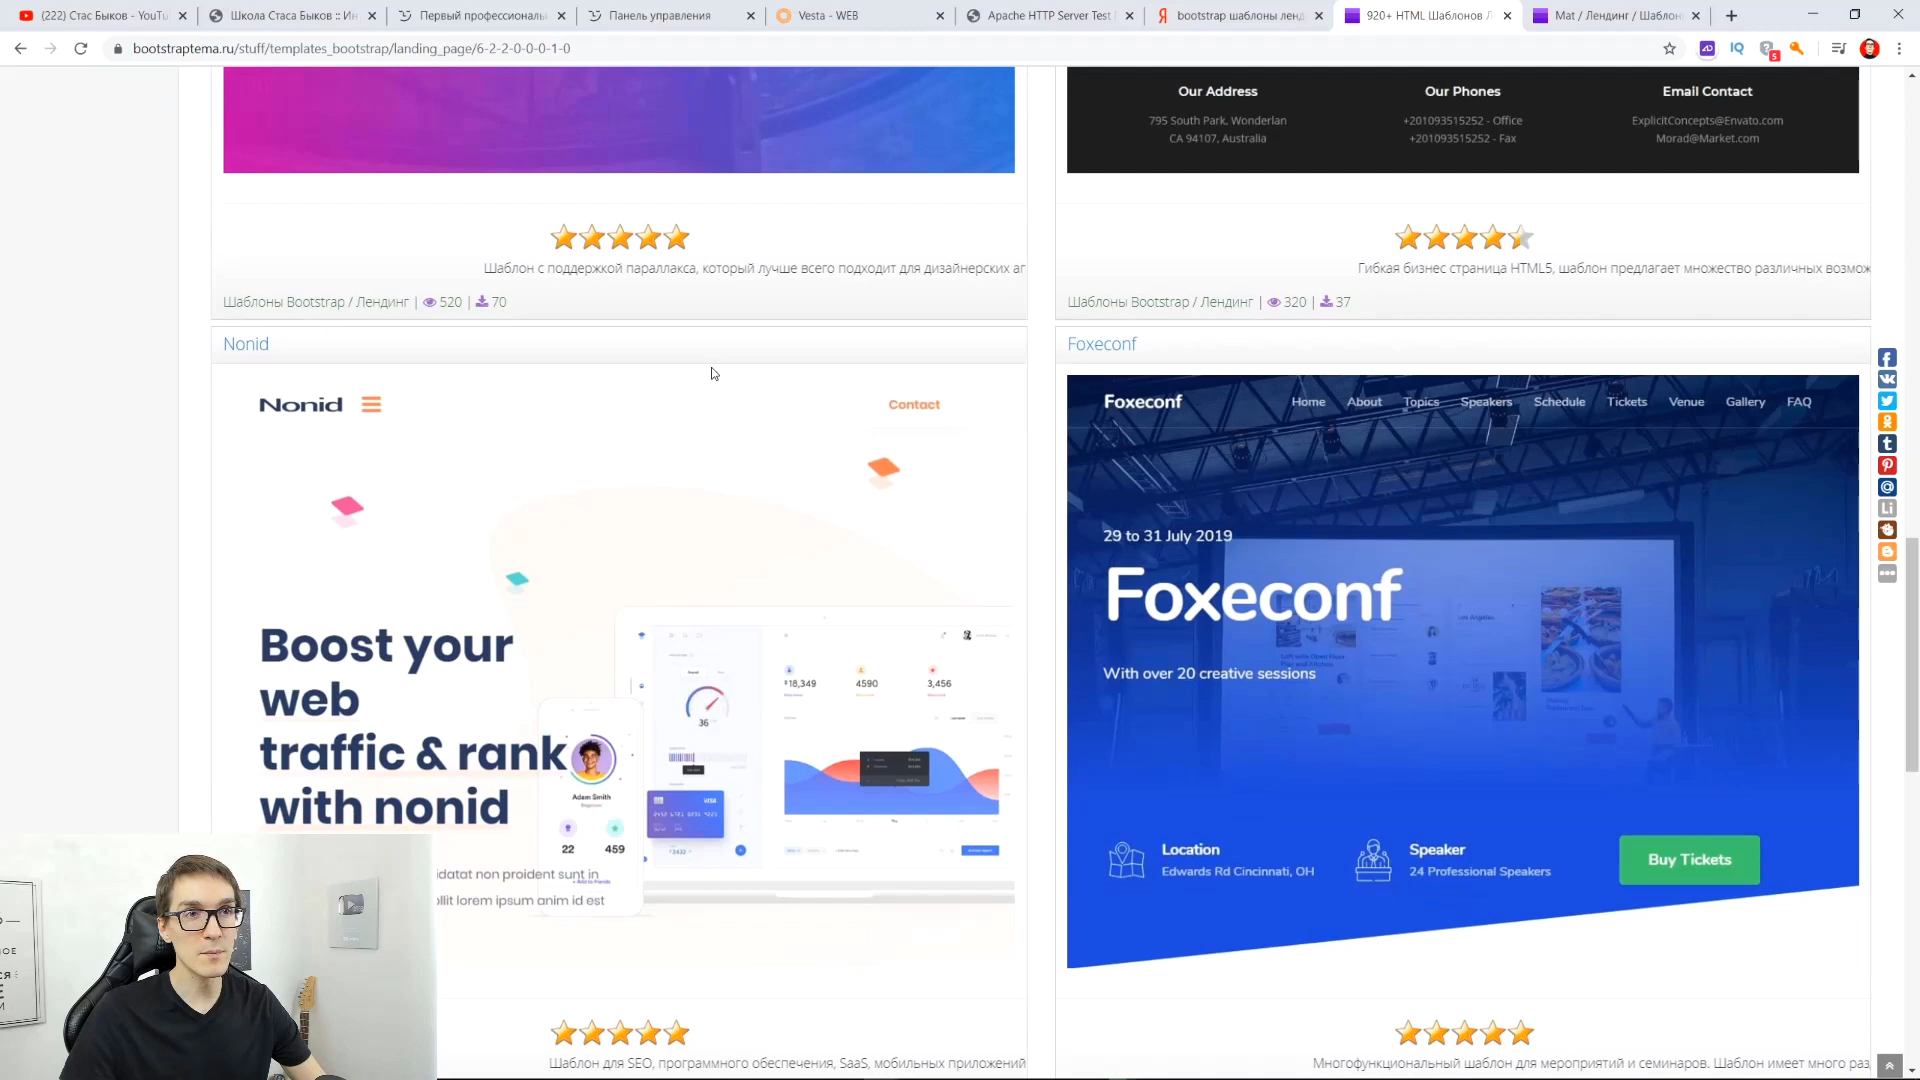 (222) Стас Быков - YouTu
Школа Стаса Быков :: Ин
Первый профессиональ
Панель управления
Vesta - WEB
Apache HTTP Server Test
bootstrap шаблоны ленд
920+ HTML Шаблонов Л
Mat / Лендинг / Шаблон
bootstraptema.ru/stuff/templates_bootstrap/landing_page/6-2-2-0-0-0-1-0
IQ
5
Our Address
795 South Park, Wonderlan
CA 94107, Australia
Our Phones
+201093515252 - Office
+201093515252 - Fax
Email Contact
ExplicitConcepts@Envato.com
Morad@Market.com
Шаблон с поддержкой параллакса, который лучше всего подходит для дизайнерских аг
Гибкая бизнес страница HTML5, шаблон предлагает множество различных возмож
Шаблоны Bootstrap / Лендинг | 520 | 70
Шаблоны Bootstrap / Лендинг | 320 | 37
Nonid
Nonid
Contact
Boost your
web
traffic & rank
with nonid
idatat non proident sunt in
ollit lorem ipsum anim id est
Adam Smith
22
459
+ Add to friends
36
VISA
$18,349
4590
3,456
Foxeconf
Foxeconf
Home
About
Topics
Speakers
Schedule
Tickets
Venue
Gallery
FAQ
29 to 31 July 2019
Foxeconf
With over 20 creative sessions
Los Angeles
Location
Edwards Rd Cincinnati, OH
Speaker
24 Professional Speakers
Buy Tickets
Шаблон для SEO, программного обеспечения, SaaS, мобильных приложений
Многофункциональный шаблон для мероприятий и семинаров. Шаблон имеет много раз